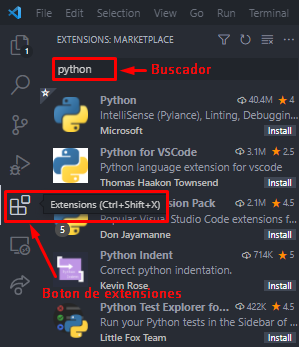 File Edit Selection View Go Run Terminal
EXTENSIONS: MARKETPLACE
1
python
Buscador
Python 40.4M 4
IntelliSense (Pylance), Linting, Debuggin...
Microsoft Install
Python for VSCode 3.1M 2.5
Python language extension for vscode
Thomas Haakon Townsend Install
Extensions (Ctrl+Shift+X)
sion Pack 2.1M 4.5
Popular Visual Studio Code extensions f...
5
Don Jayamanne Install
Python Indent 714K 5
Correct python indentation.
Kevin Rose Install
Boton de extensiones
Python Test Explorer fo... 422K 4.5
Run your Python tests in the Sidebar of ...
Little Fox Team Install